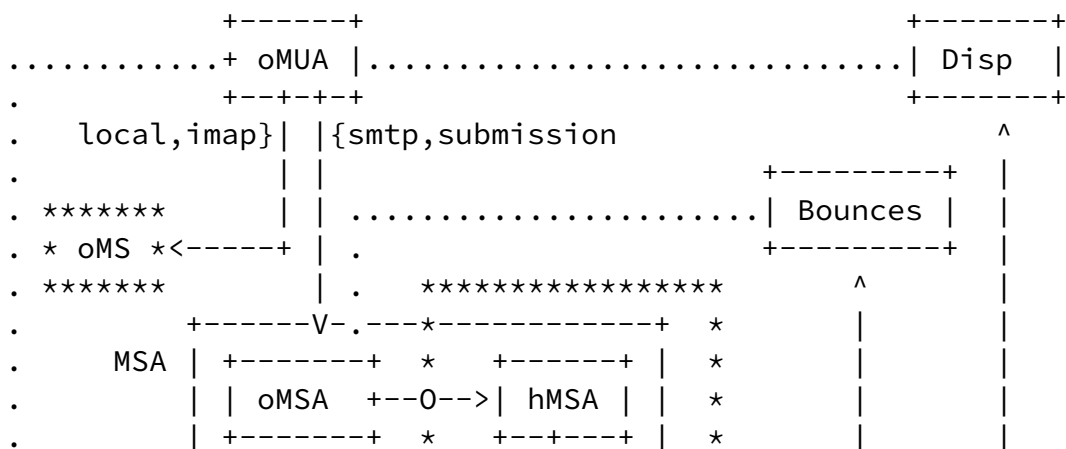 +------+                               +-------+
............+ oMUA |...............................| Disp  |
.           +--+-+-+                               +-------+
.    local,imap}| |{smtp,submission                      ^
.               | |                         +---------+  |
. *******       | | .......................| Bounces |  |
. * oMS *<-----+ | .                       +---------+  |
. *******         | .   *****************       ^        |
.         +------V-.---*------------+  *       |        |
.     MSA | +-------+  *   +------+ |  *       |        |
.         | | oMSA  +--O-->| hMSA | |  *       |        |
.         | +-------+  *   +--+---+ |  *       |        |